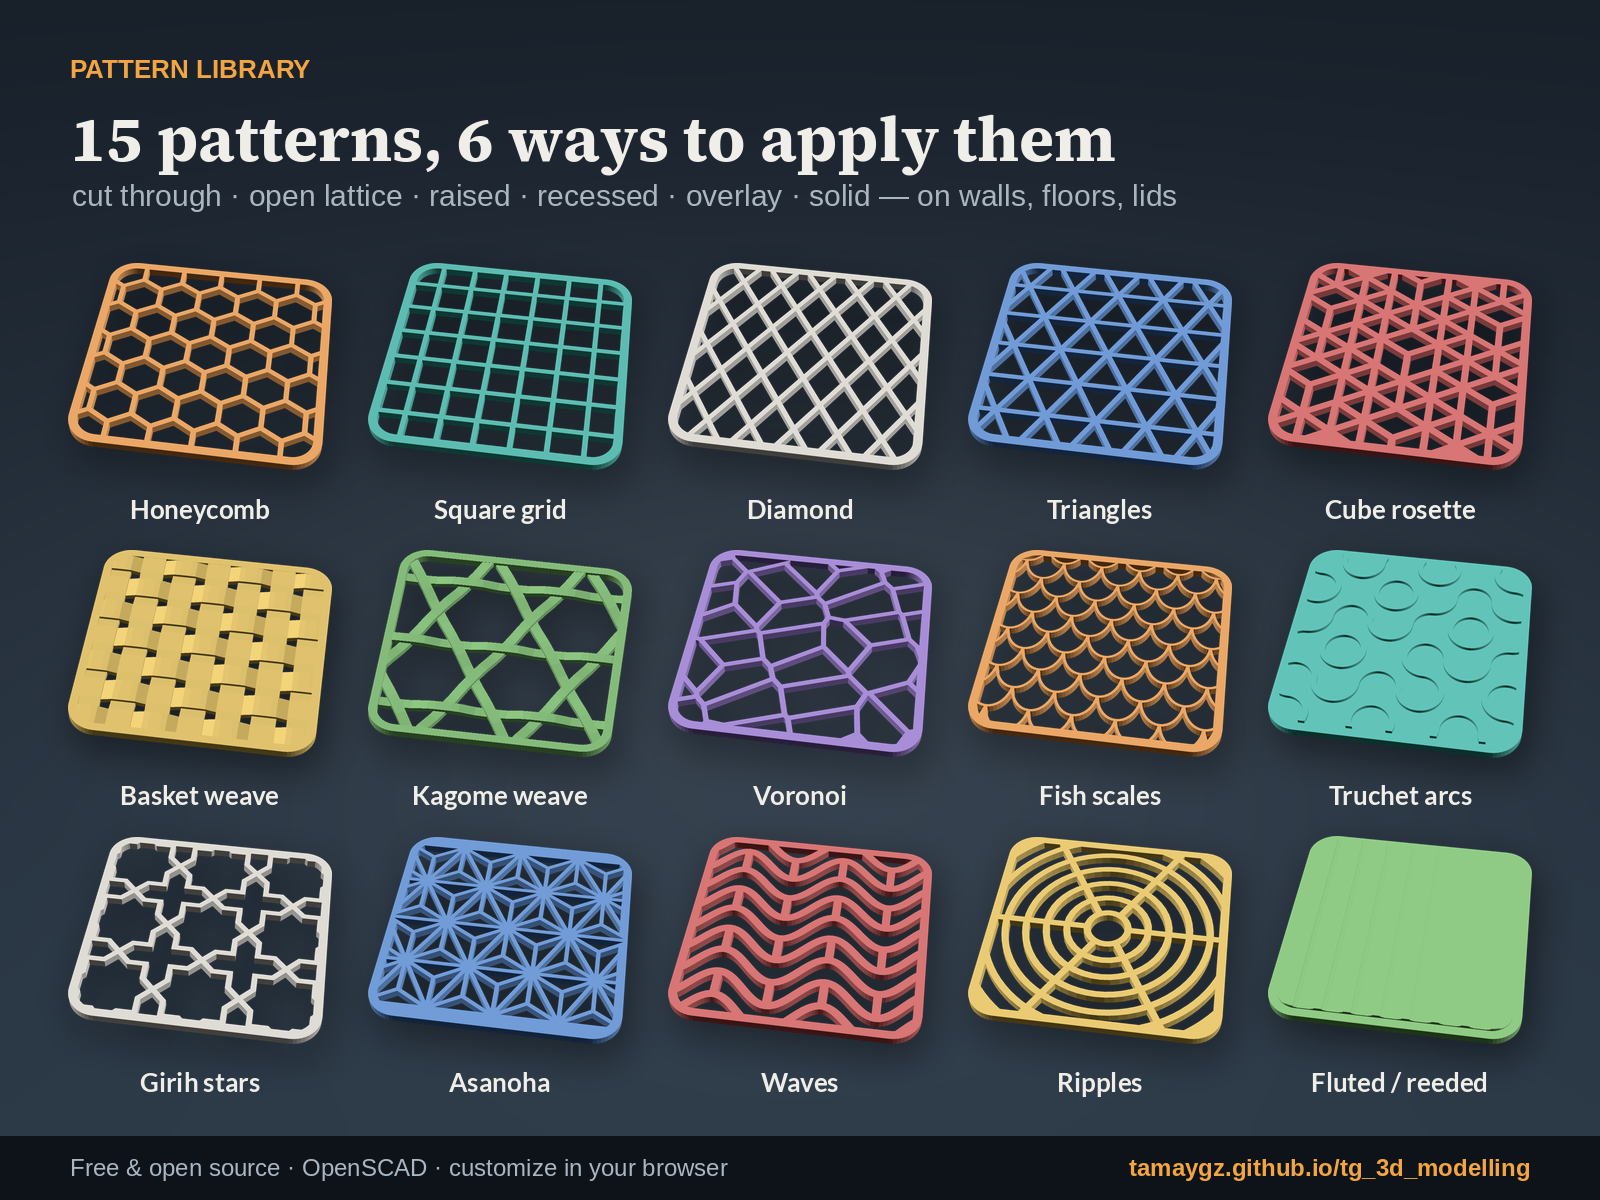 PATTERN LIBRARY
15 patterns, 6 ways to apply them
cut through · open lattice · raised · recessed · overlay · solid — on walls, floors, lids
Honeycomb
Square grid
Diamond
Triangles
Cube rosette
Basket weave
Kagome weave
Voronoi
Fish scales
Truchet arcs
Girih stars
Asanoha
Waves
Ripples
Fluted / reeded
Free & open source · OpenSCAD · customize in your browser
tamaygz.github.io/tg_3d_modelling